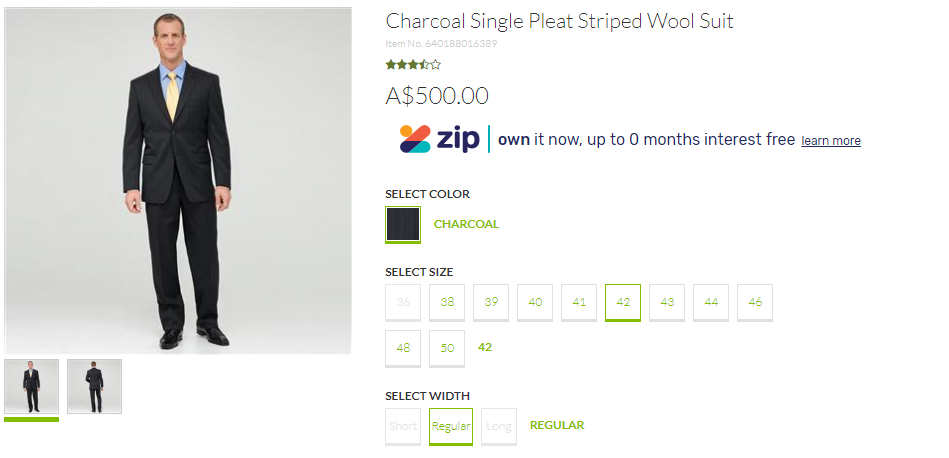 Charcoal Single Pleat Striped Wool Suit
Item No. 640188016389
A$500.00
zip own it now, up to 0 months interest free learn more
SELECT COLOR
CHARCOAL
SELECT SIZE
36 38 39 40 41 42 43 44 46
48 50 42
SELECT WIDTH
Short Regular Long REGULAR